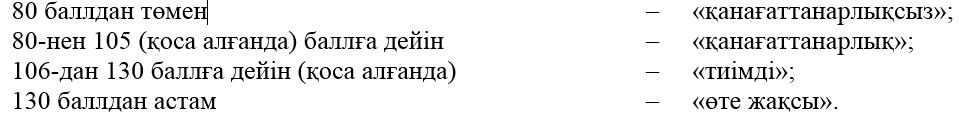 80 баллдан төмен – «қанағаттанарлықсыз»;
80-нен 105 (қоса алғанда) баллға дейін – «қанағаттанарлық»;
106-дан 130 баллға дейін (қоса алғанда) – «тиімді»;
130 баллдан астам – «өте жақсы».